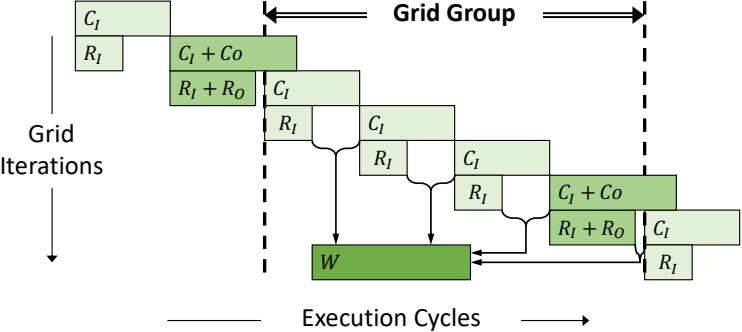 Grid Group
C_I
R_I
C_I + Co
R_I + R_O
C_I
R_I
C_I
R_I
C_I
R_I
C_I + Co
R_I + R_O
C_I
R_I
W
Grid
Iterations
Execution Cycles